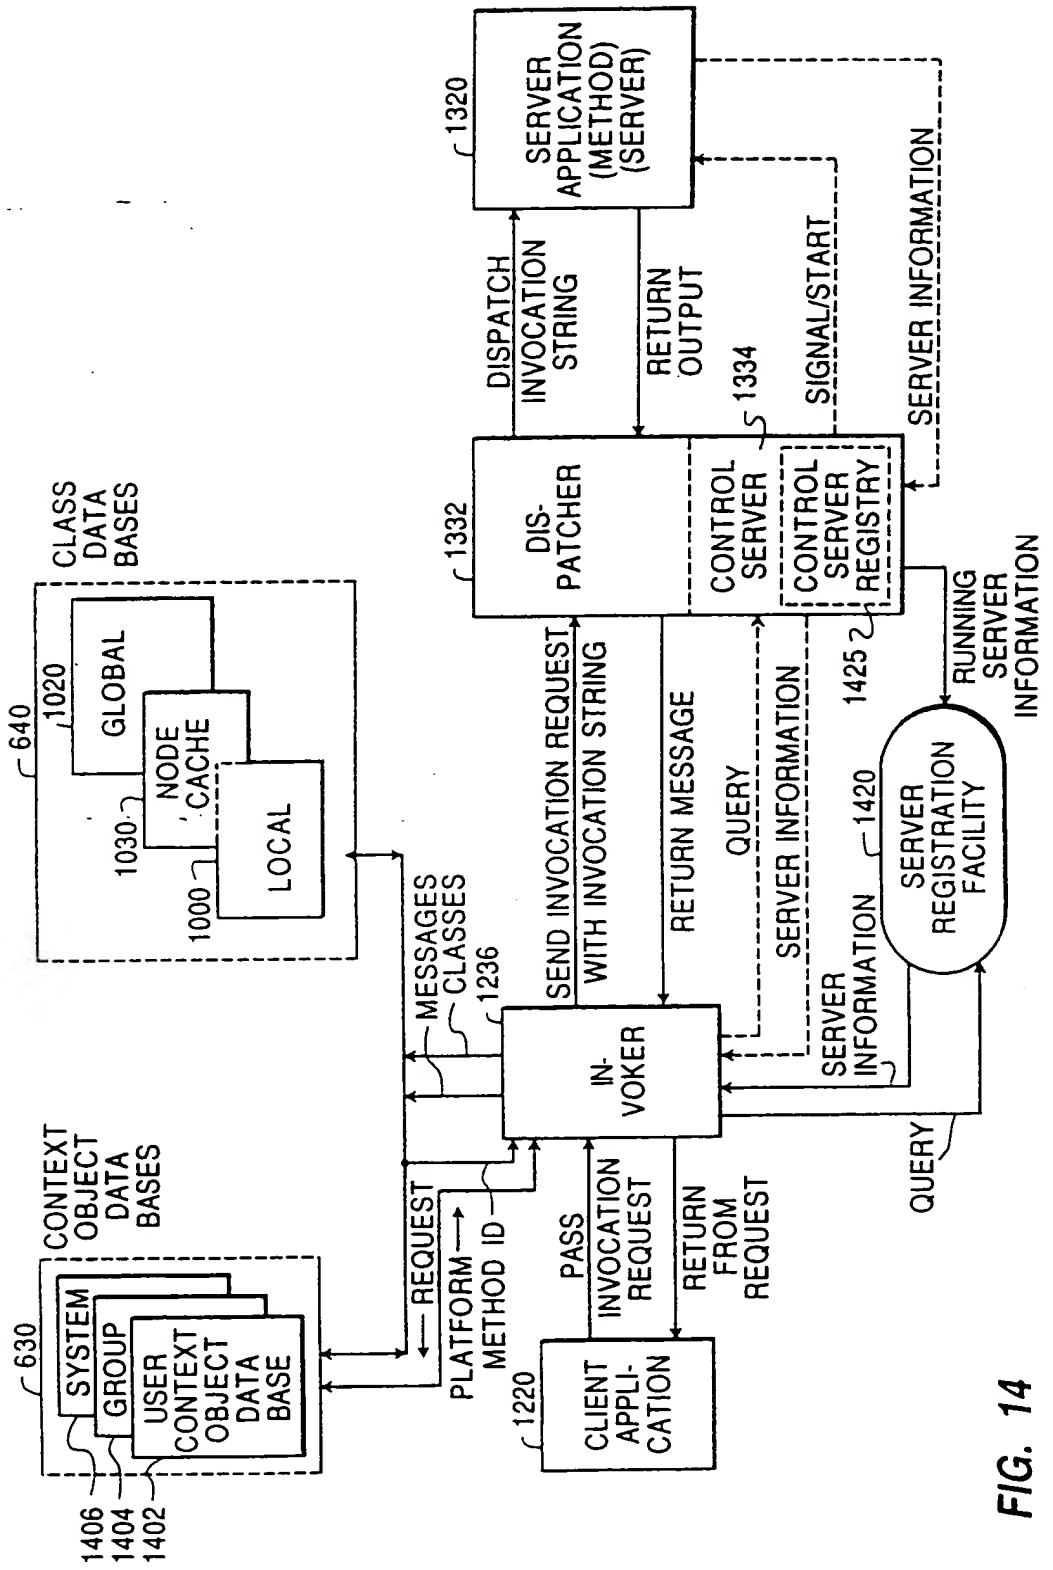 630
CONTEXT
OBJECT
DATA
BASES
1406
1404
1402
SYSTEM
GROUP
USER
CONTEXT
OBJECT
DATA
BASE
640
CLASS
DATA
BASES
1020
GLOBAL
1030
NODE
CACHE
1000
LOCAL
MESSAGES
CLASSES
REQUEST
PLATFORM
METHOD ID
1220
CLIENT
APPLI-
CATION
PASS
INVOCATION
REQUEST
RETURN
FROM
REQUEST
1236
IN-
VOKER
SEND INVOCATION REQUEST
WITH INVOCATION STRING
RETURN MESSAGE
QUERY
SERVER INFORMATION
1332
DIS-
PATCHER
CONTROL
SERVER
1334
CONTROL
SERVER
REGISTRY
1425
DISPATCH
INVOCATION
STRING
RETURN
OUTPUT
1320
SERVER
APPLICATION
(METHOD)
(SERVER)
SIGNAL/START
SERVER INFORMATION
SERVER
INFORMATION
QUERY
1420
SERVER
REGISTRATION
FACILITY
RUNNING
SERVER
INFORMATION
FIG. 14